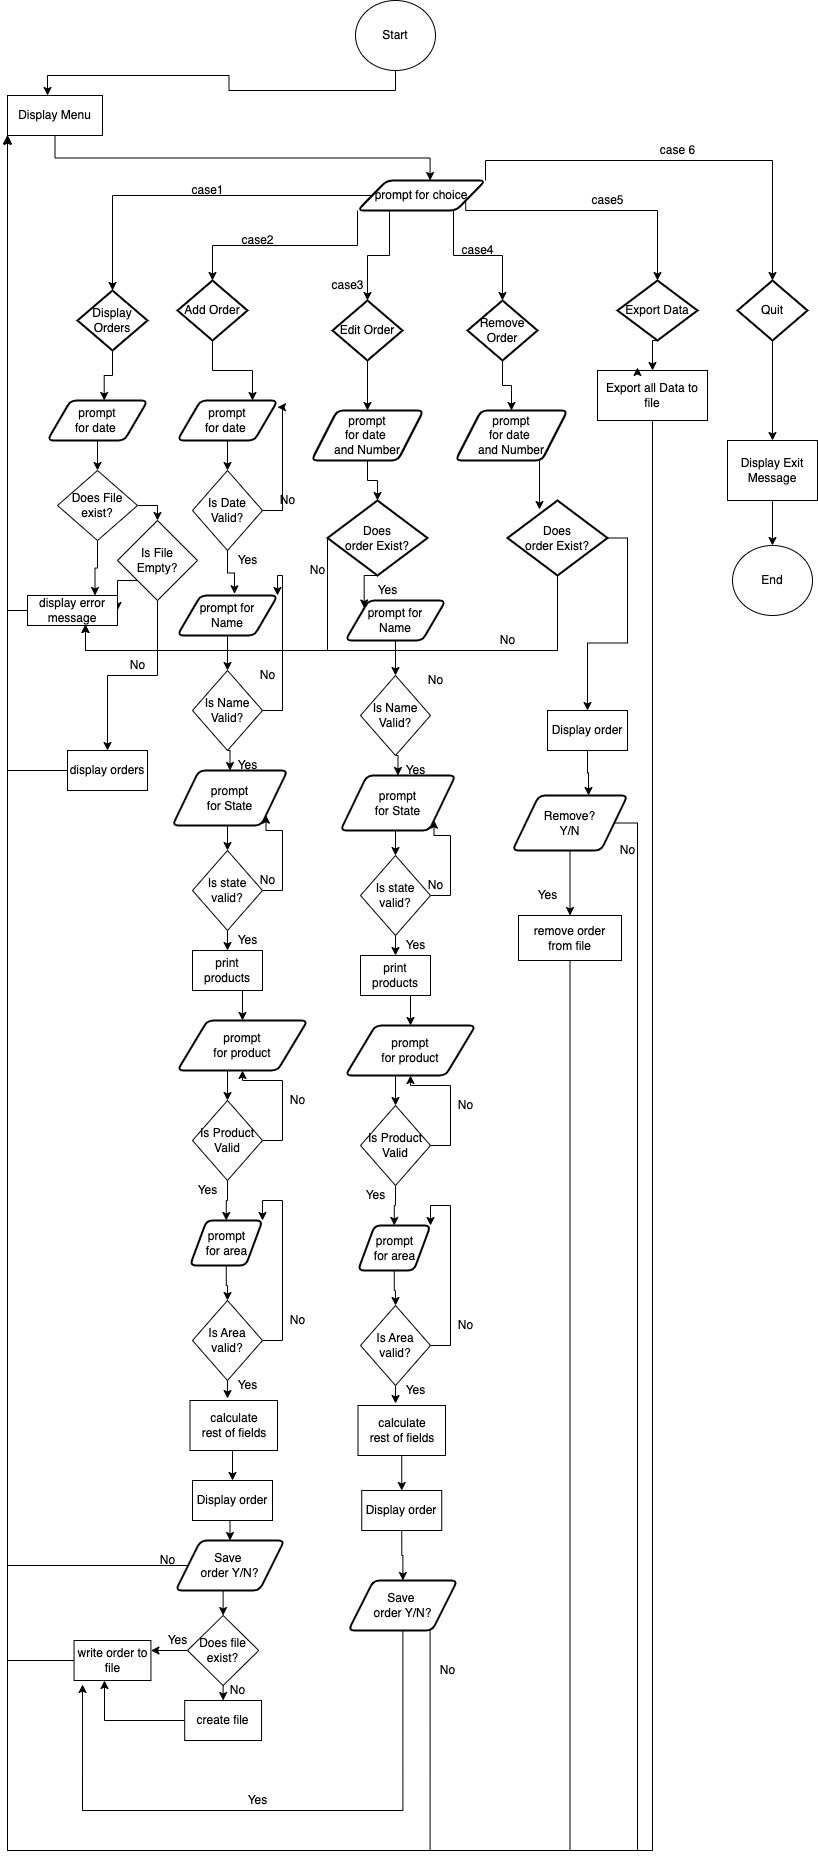 Start
Display Menu
prompt for choice
case 6
case1
case5
case2
case4
case3
Display
Orders
Add Order
Edit Order
Remove
Order
Export Data
Quit
prompt
for date
prompt
for date
prompt
for date
and Number
prompt
for date
and Number
Export all Data to
file
Does File
exist?
Is Date
Valid?
No
Display Exit
Message
Is File
Empty?
Yes
Does
order Exist?
Does
order Exist?
No
Yes
End
display error
message
prompt for
Name
prompt for
Name
No
No
Is Name
Valid?
No
Is Name
Valid?
No
Display order
display orders
Yes
Yes
prompt
for State
prompt
for State
Remove?
Y/N
No
Is state
valid?
No
Is state
valid?
No
Yes
remove order
from file
Yes
Yes
print
products
print
products
prompt
for product
prompt
for product
No
No
Is Product
Valid
Is Product
Valid
Yes
Yes
prompt
for area
prompt
for area
No
No
Is Area
valid?
Is Area
valid?
Yes
Yes
calculate
rest of fields
calculate
rest of fields
Display order
Display order
No
Save
order Y/N?
Save
order Y/N?
Yes
Does file
exist?
write order to
file
No
No
create file
Yes